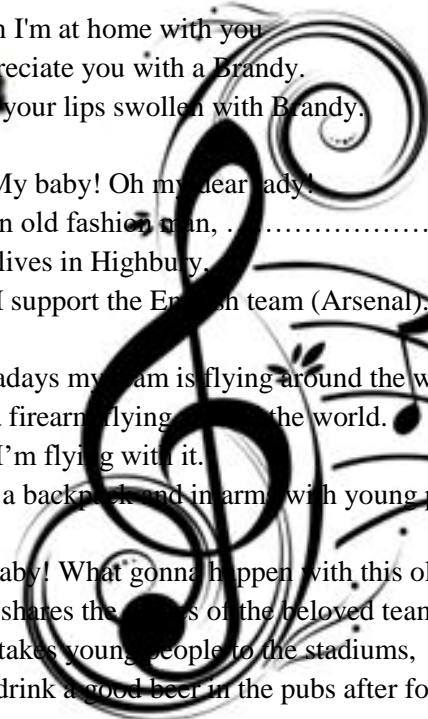 I'm at home with you
reciate you with a Brandy.
your lips swollen with Brandy.
My baby! Oh my dear lady!
n old fashion man, ……………………
lives in Highbury,
I support the English team (Arsenal).
adays my team is flying around the w
a firearm flying the world.
I'm flying with it.
a backpack and in arms with young p
aby! What gonna happen with this ol
shares the of the beloved team
takes young people to the stadiums,
drink a good beer in the pubs after fo